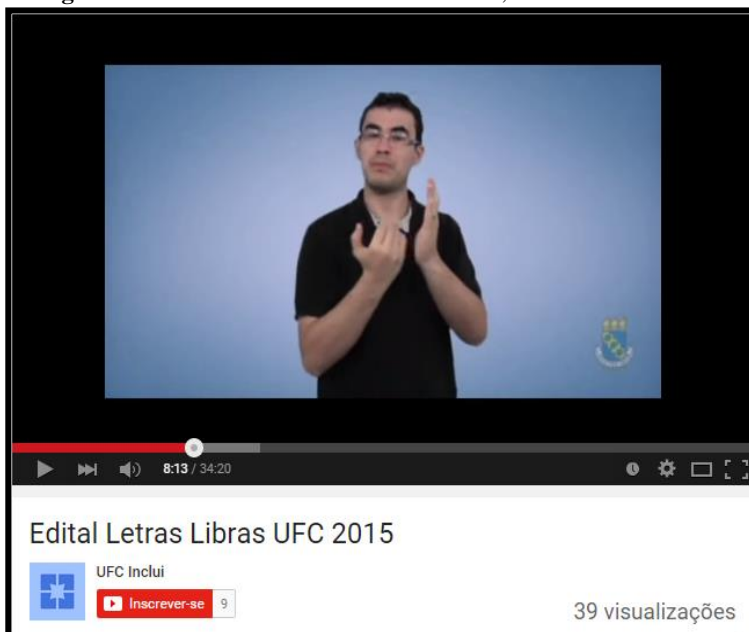 8:13 / 34:20
Edital Letras Libras UFC 2015
UFC Inclui
Inscrever-se 9
39 visualizações